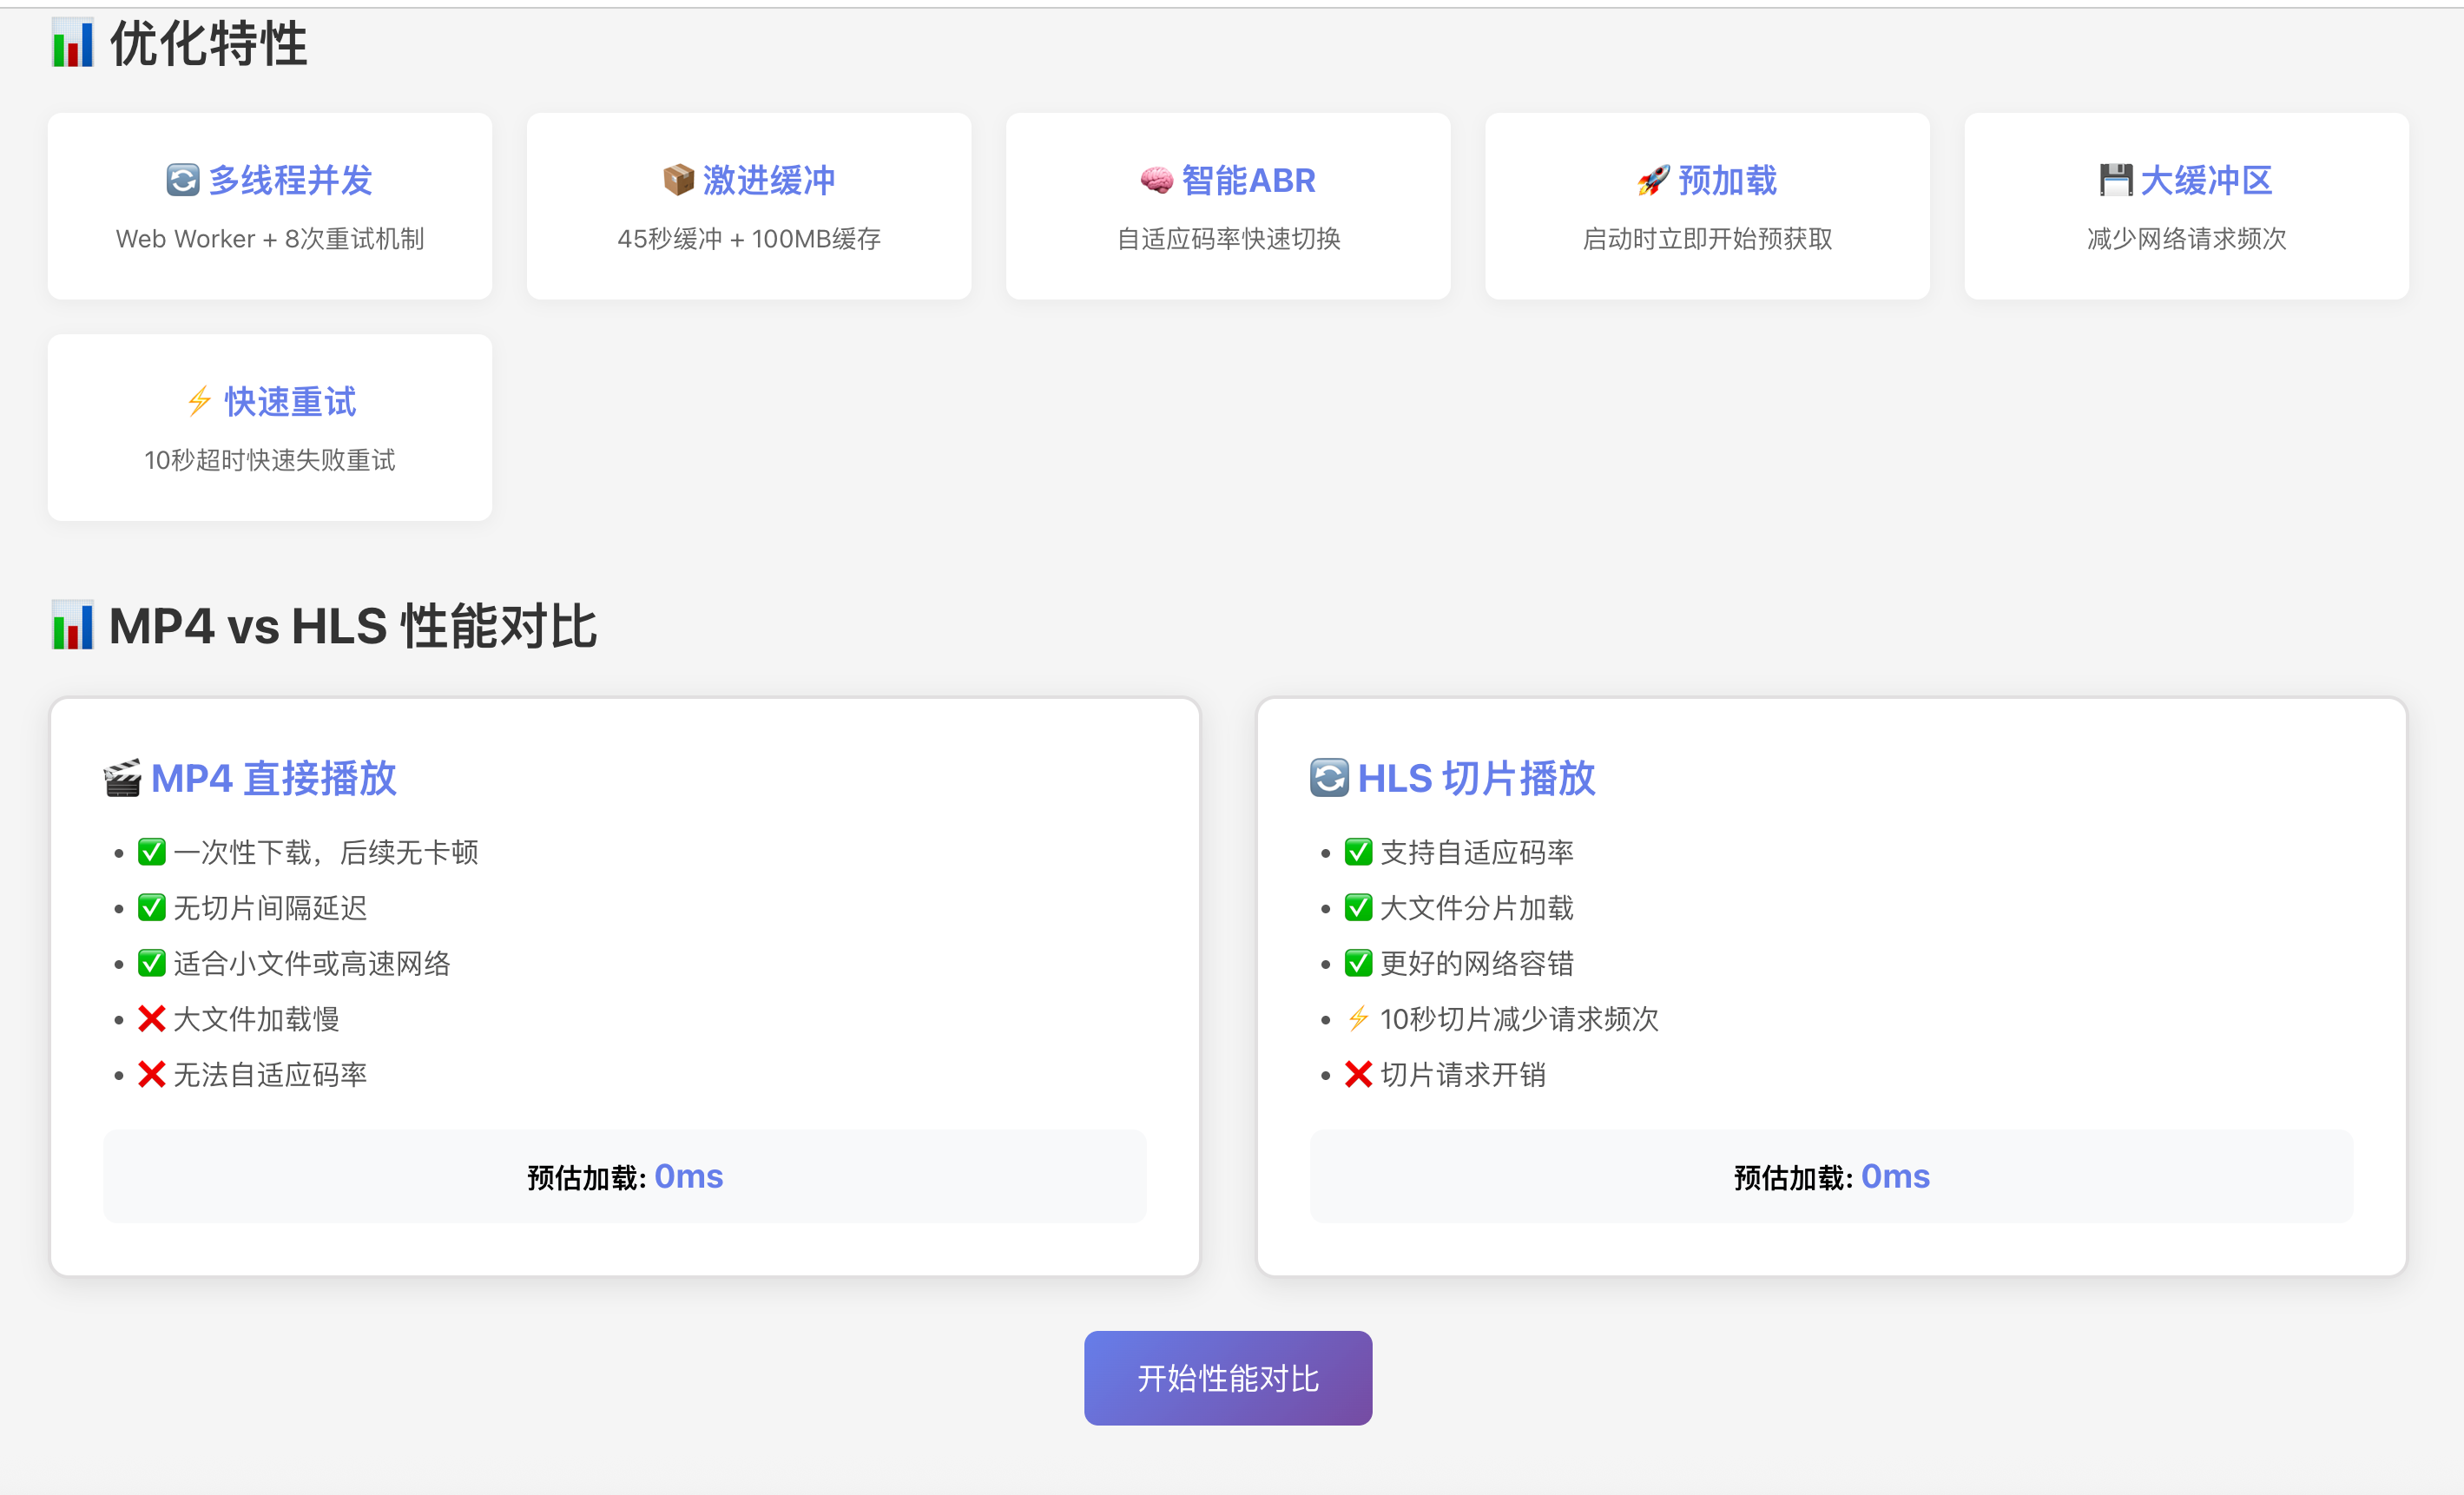 📊 优化特性
🔄 多线程并发
Web Worker + 8次重试机制
📦 激进缓冲
45秒缓冲 + 100MB缓存
🧠 智能ABR
自适应码率快速切换
🚀 预加载
启动时立即开始预获取
💾 大缓冲区
减少网络请求频次
⚡ 快速重试
10秒超时快速失败重试
📊 MP4 vs HLS 性能对比
🎬 MP4 直接播放
• ✅ 一次性下载，后续无卡顿
• ✅ 无切片间隔延迟
• ✅ 适合小文件或高速网络
• ❌ 大文件加载慢
• ❌ 无法自适应码率
预估加载: 0ms
🔄 HLS 切片播放
• ✅ 支持自适应码率
• ✅ 大文件分片加载
• ✅ 更好的网络容错
• ⚡ 10秒切片减少请求频次
• ❌ 切片请求开销
预估加载: 0ms
开始性能对比